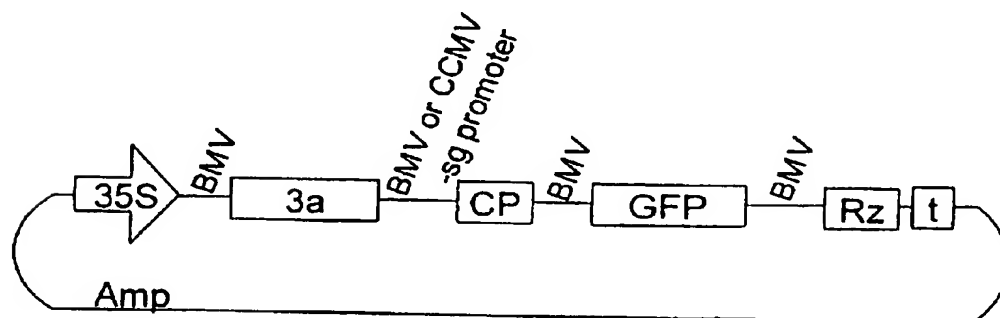 BMV or CCMV
-sg promoter
35S
BMV
3a
CP
BMV
GFP
BMV
Rz
t
Amp